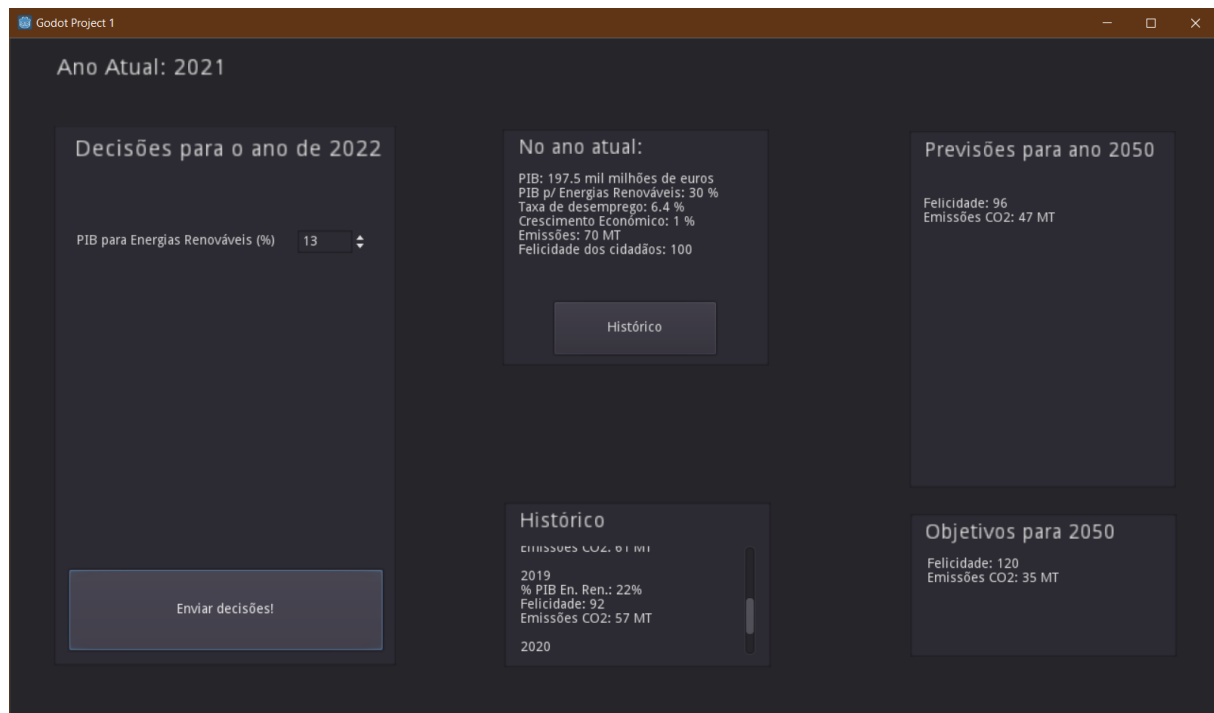 Godot Project 1
Ano Atual: 2021
Decisões para o ano de 2022
PIB para Energias Renováveis (%) 13
Enviar decisões!
No ano atual:
PIB: 197.5 mil milhões de euros
PIB p/ Energias Renováveis: 30 %
Taxa de desemprego: 6.4 %
Crescimento Económico: 1 %
Emissões: 70 MT
Felicidade dos cidadãos: 100
Histórico
Histórico
Emissões CO2: 61 MT
2019
% PIB En. Ren.: 22%
Felicidade: 92
Emissões CO2: 57 MT
2020
Previsões para ano 2050
Felicidade: 96
Emissões CO2: 47 MT
Objetivos para 2050
Felicidade: 120
Emissões CO2: 35 MT